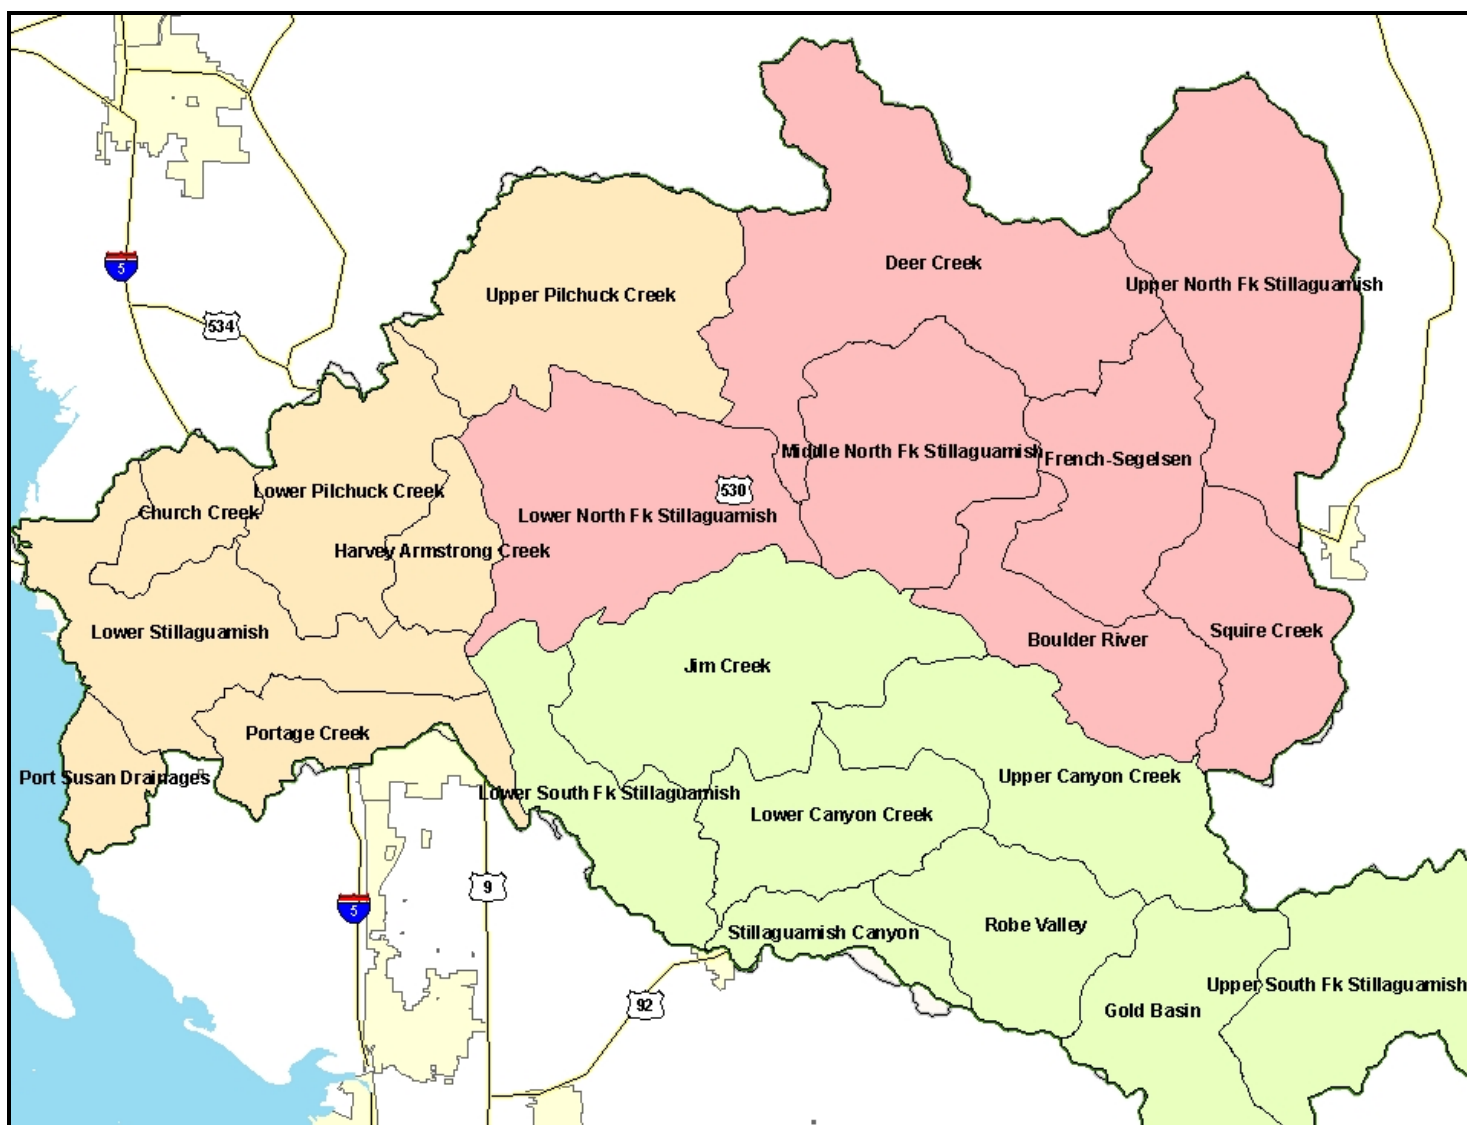 Deer Creek
5
Upper North Fk Stillaguamish
Upper Pilchuck Creek
534
Middle North Fk Stillaguamish
French-Segelsen
Lower Pilchuck Creek
530
Church Creek
Lower North Fk Stillaguamish
Harvey Armstrong Creek
Lower Stillaguamish
Squire Creek
Boulder River
Jim Creek
Portage Creek
Port Susan Drainages
Upper Canyon Creek
Lower South Fk Stillaguamish
Lower Canyon Creek
9
5
Robe Valley
Stillaguamish Canyon
Upper South Fk Stillaguamish
92
Gold Basin